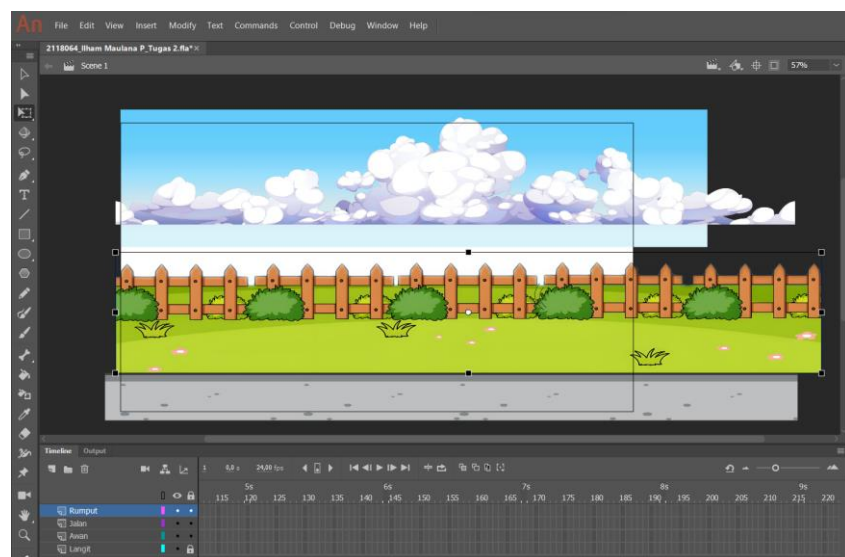 An File Edit View Insert Modify Text Commands Control Debug Window Help
2118064_Ilham Maulana P_Tugas 2.fla*
Scene 1 57%
T
Timeline Output
1 24,00 fps
5s 6s 7s 8s 9s
115 120 125 130 135 140 145 150 155 160 165 170 175 180 185 190 195 200 205 210 215 220
Rumput
Jalan
Awan
Langit